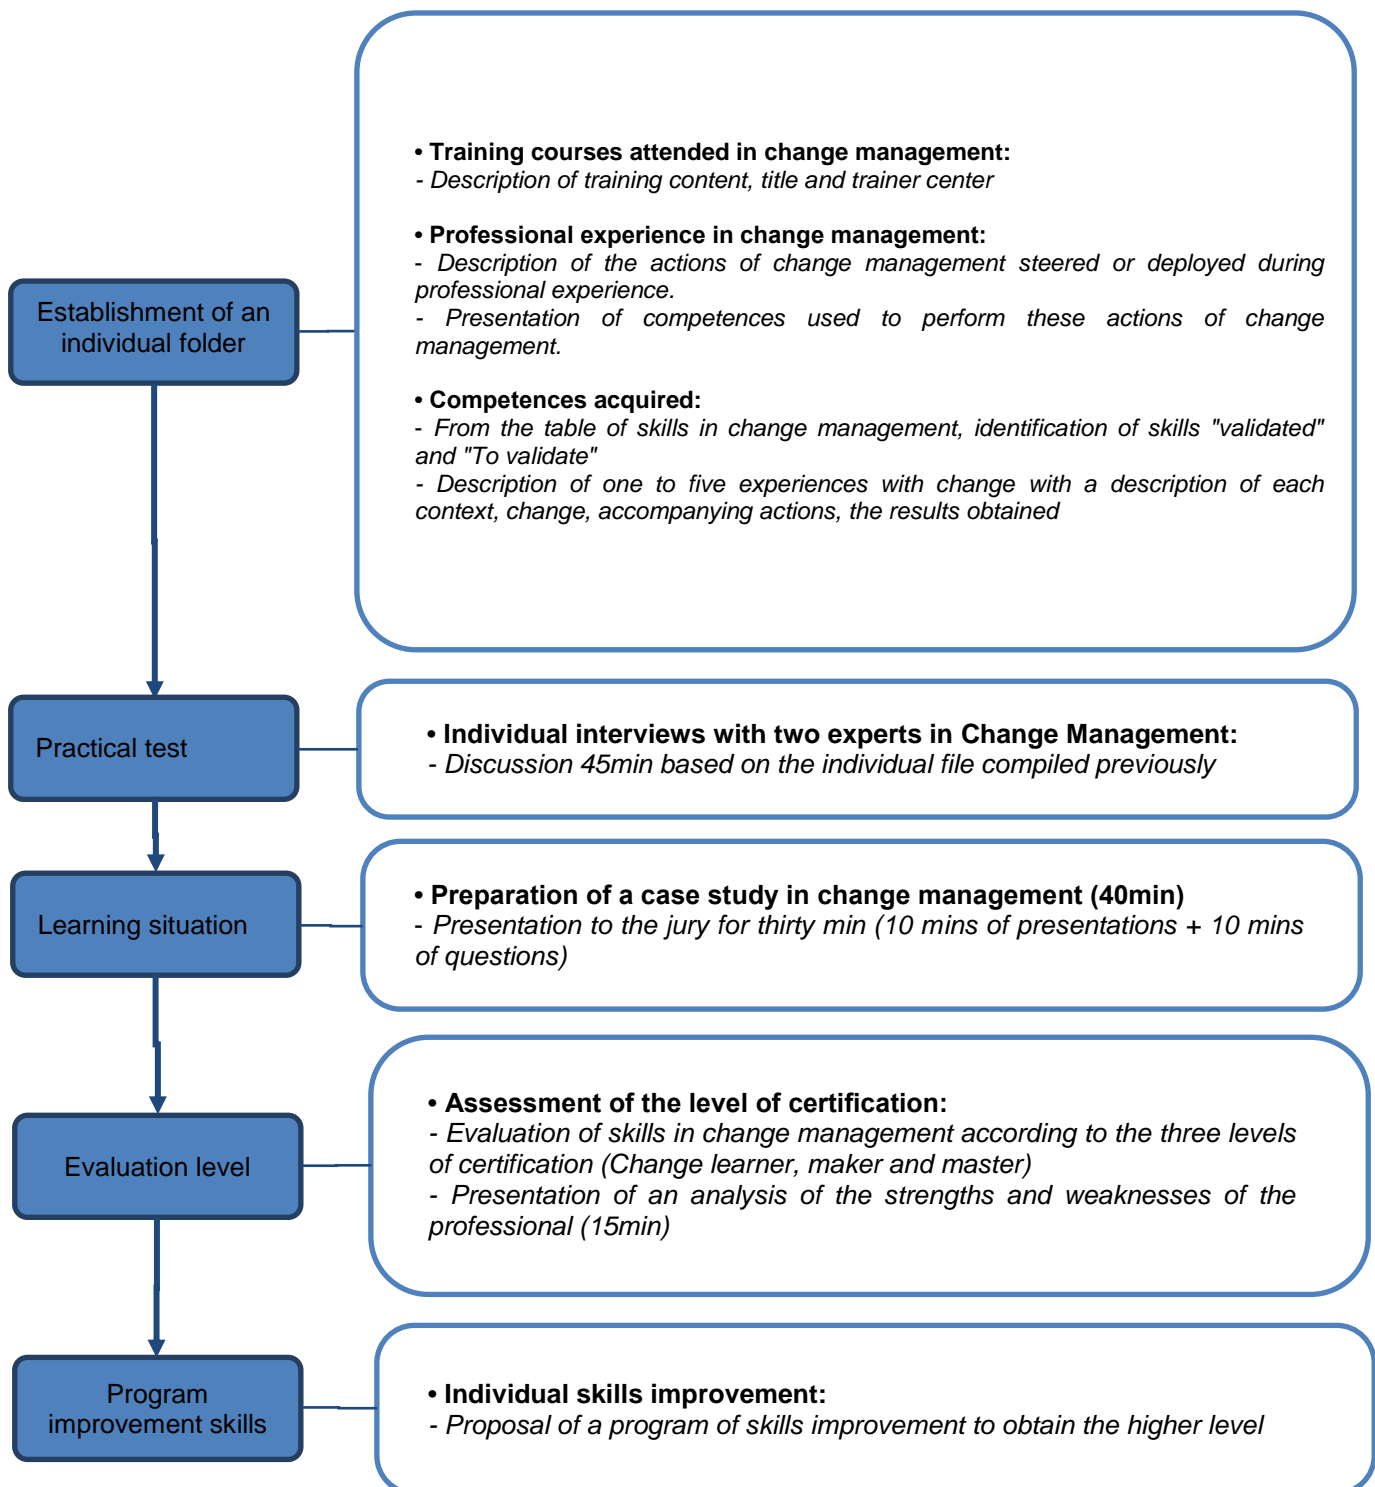 • Training courses attended in change management:
- Description of training content, title and trainer center
• Professional experience in change management:
- Description of the actions of change management steered or deployed during
professional experience.
- Presentation of competences used to perform these actions of change
management.
• Competences acquired:
- From the table of skills in change management, identification of skills "validated"
and "To validate"
- Description of one to five experiences with change with a description of each
context, change, accompanying actions, the results obtained
Establishment of an
individual folder
Practical test
• Individual interviews with two experts in Change Management:
- Discussion 45min based on the individual file compiled previously
Learning situation
• Preparation of a case study in change management (40min)
- Presentation to the jury for thirty min (10 mins of presentations + 10 mins
of questions)
Evaluation level
• Assessment of the level of certification:
- Evaluation of skills in change management according to the three levels
of certification (Change learner, maker and master)
- Presentation of an analysis of the strengths and weaknesses of the
professional (15min)
Program
improvement skills
• Individual skills improvement:
- Proposal of a program of skills improvement to obtain the higher level